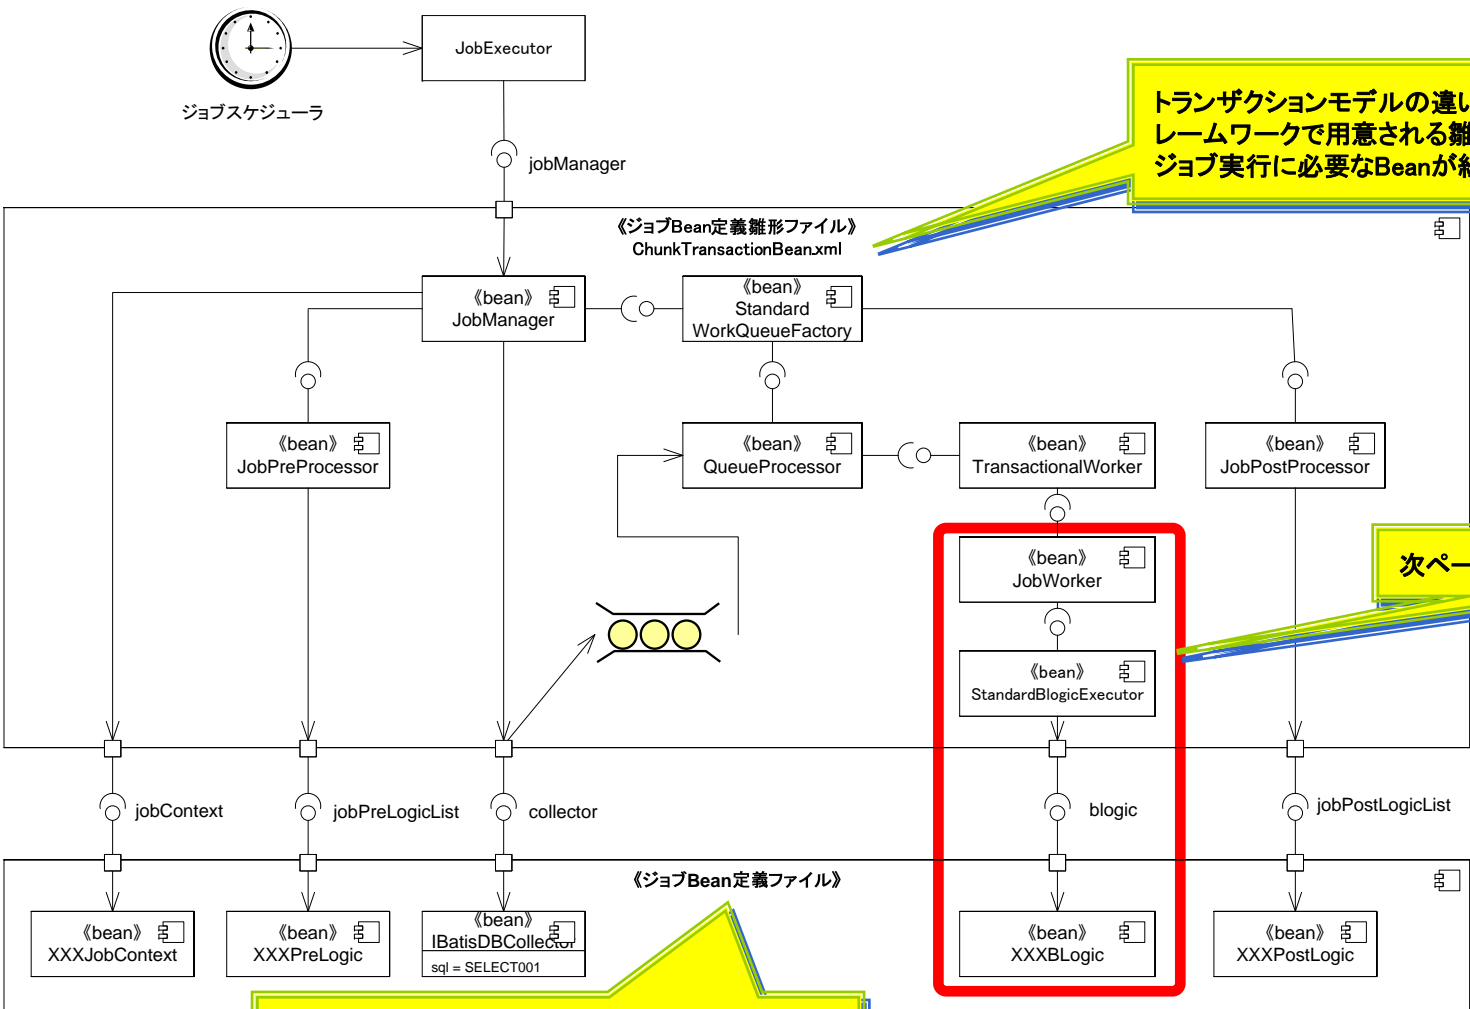 JobExecutor
ジョブスケジューラ
jobManager
トランザクションモデルの違い
レームワークで用意される雛
ジョブ実行に必要なBeanが
《ジョブBean定義雛形ファイル》
ChunkTransactionBean.xml
《bean》
JobManager
《bean》
Standard
WorkQueueFactory
《bean》
JobPreProcessor
《bean》
QueueProcessor
《bean》
TransactionalWorker
《bean》
JobPostProcessor
《bean》
JobWorker
次ペー
《bean》
StandardBlogicExecutor
jobContext
jobPreLogicList
collector
blogic
jobPostLogicList
《ジョブBean定義ファイル》
《bean》
XXXJobContext
《bean》
XXXPreLogic
《bean》
IBatisDBCollector
sql = SELECT001
《bean》
XXXBLogic
《bean》
XXXPostLogic